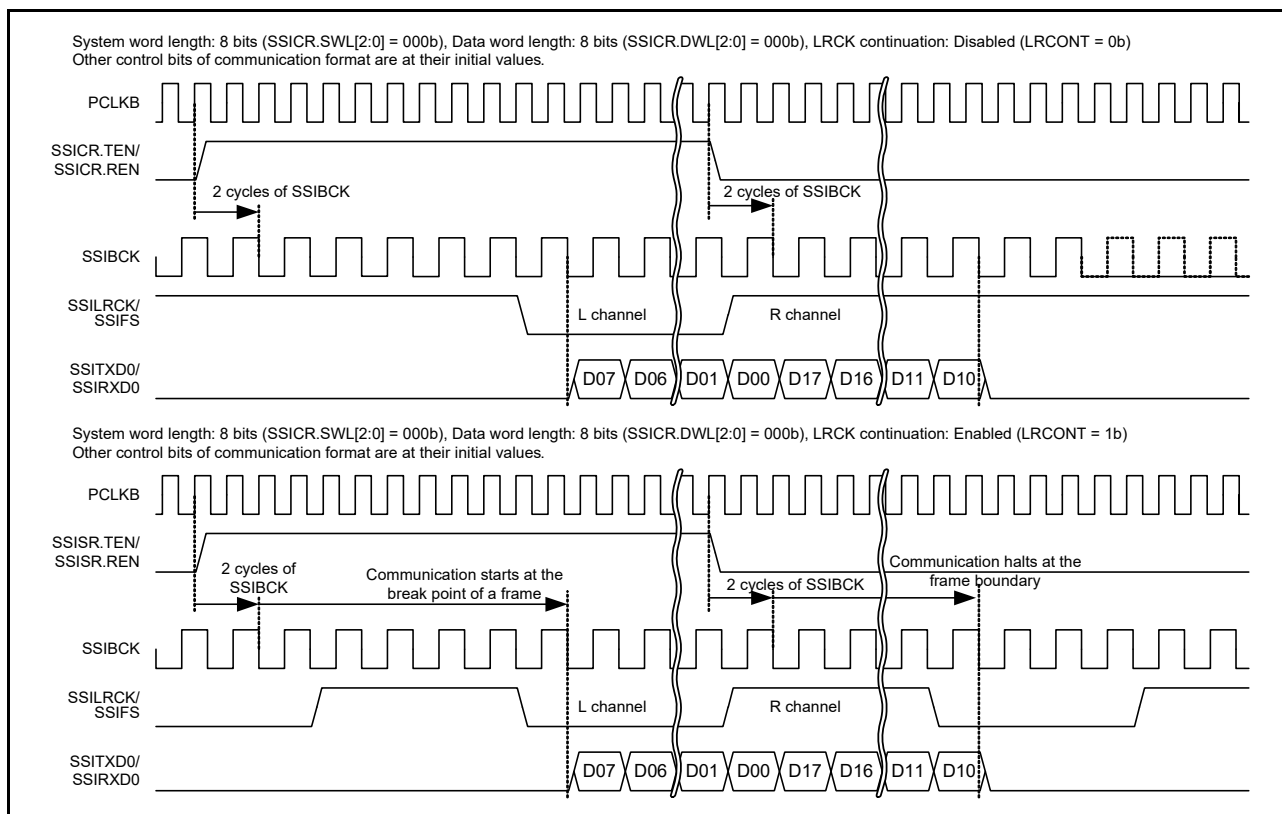 System word length: 8 bits (SSICR.SWL[2:0] = 000b), Data word length: 8 bits (SSICR.DWL[2:0] = 000b), LRCK continuation: Disabled (LRCONT = 0b)
Other control bits of communication format are at their initial values.
PCLKB
SSICR.TEN/
SSICR.REN
2 cycles of SSIBCK
2 cycles of SSIBCK
SSIBCK
SSILRCK/
SSIFS
L channel
R channel
SSITXD0/
SSIRXD0
D07 D06 D01 D00 D17 D16 D11 D10
System word length: 8 bits (SSICR.SWL[2:0] = 000b), Data word length: 8 bits (SSICR.DWL[2:0] = 000b), LRCK continuation: Enabled (LRCONT = 1b)
Other control bits of communication format are at their initial values.
PCLKB
SSISR.TEN/
SSISR.REN
2 cycles of
SSIBCK
Communication starts at the
break point of a frame
2 cycles of SSIBCK
Communication halts at the
frame boundary
SSIBCK
SSILRCK/
SSIFS
L channel
R channel
SSITXD0/
SSIRXD0
D07 D06 D01 D00 D17 D16 D11 D10